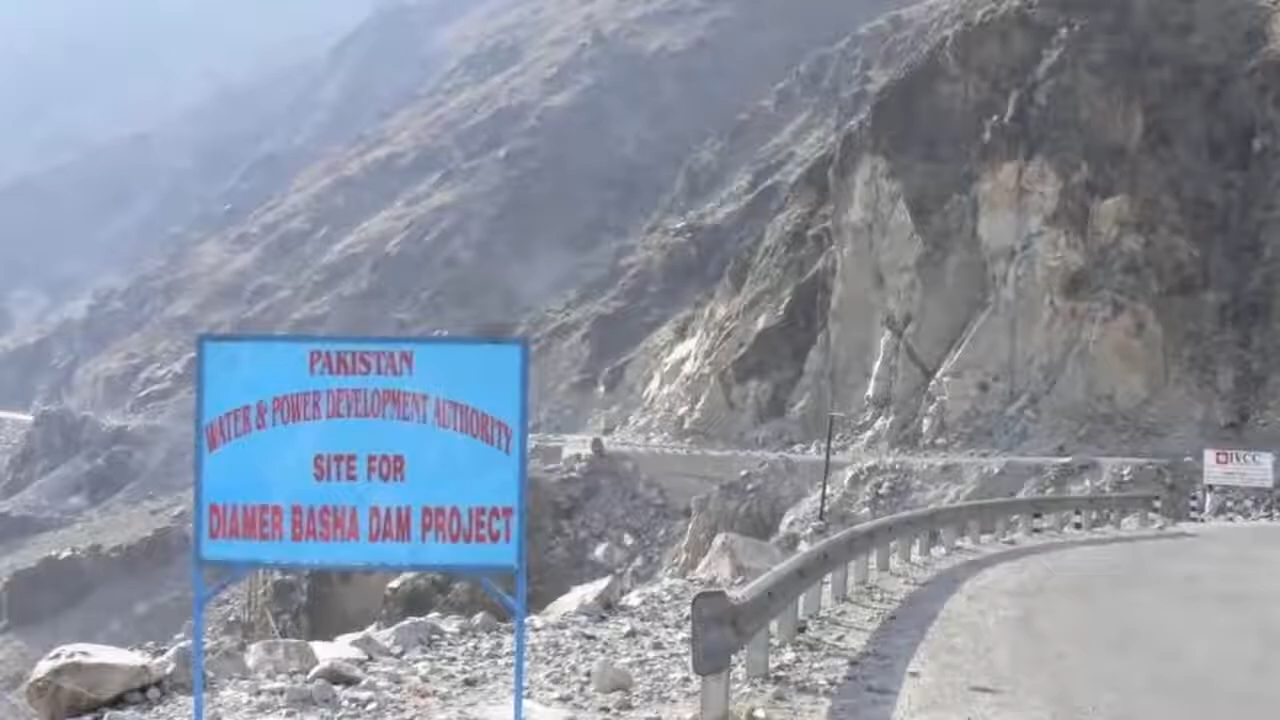 PAKISTAN
WATER & POWER DEVELOPMENT AUTHORITY
SITE FOR
DIAMER BASHA DAM PROJECT